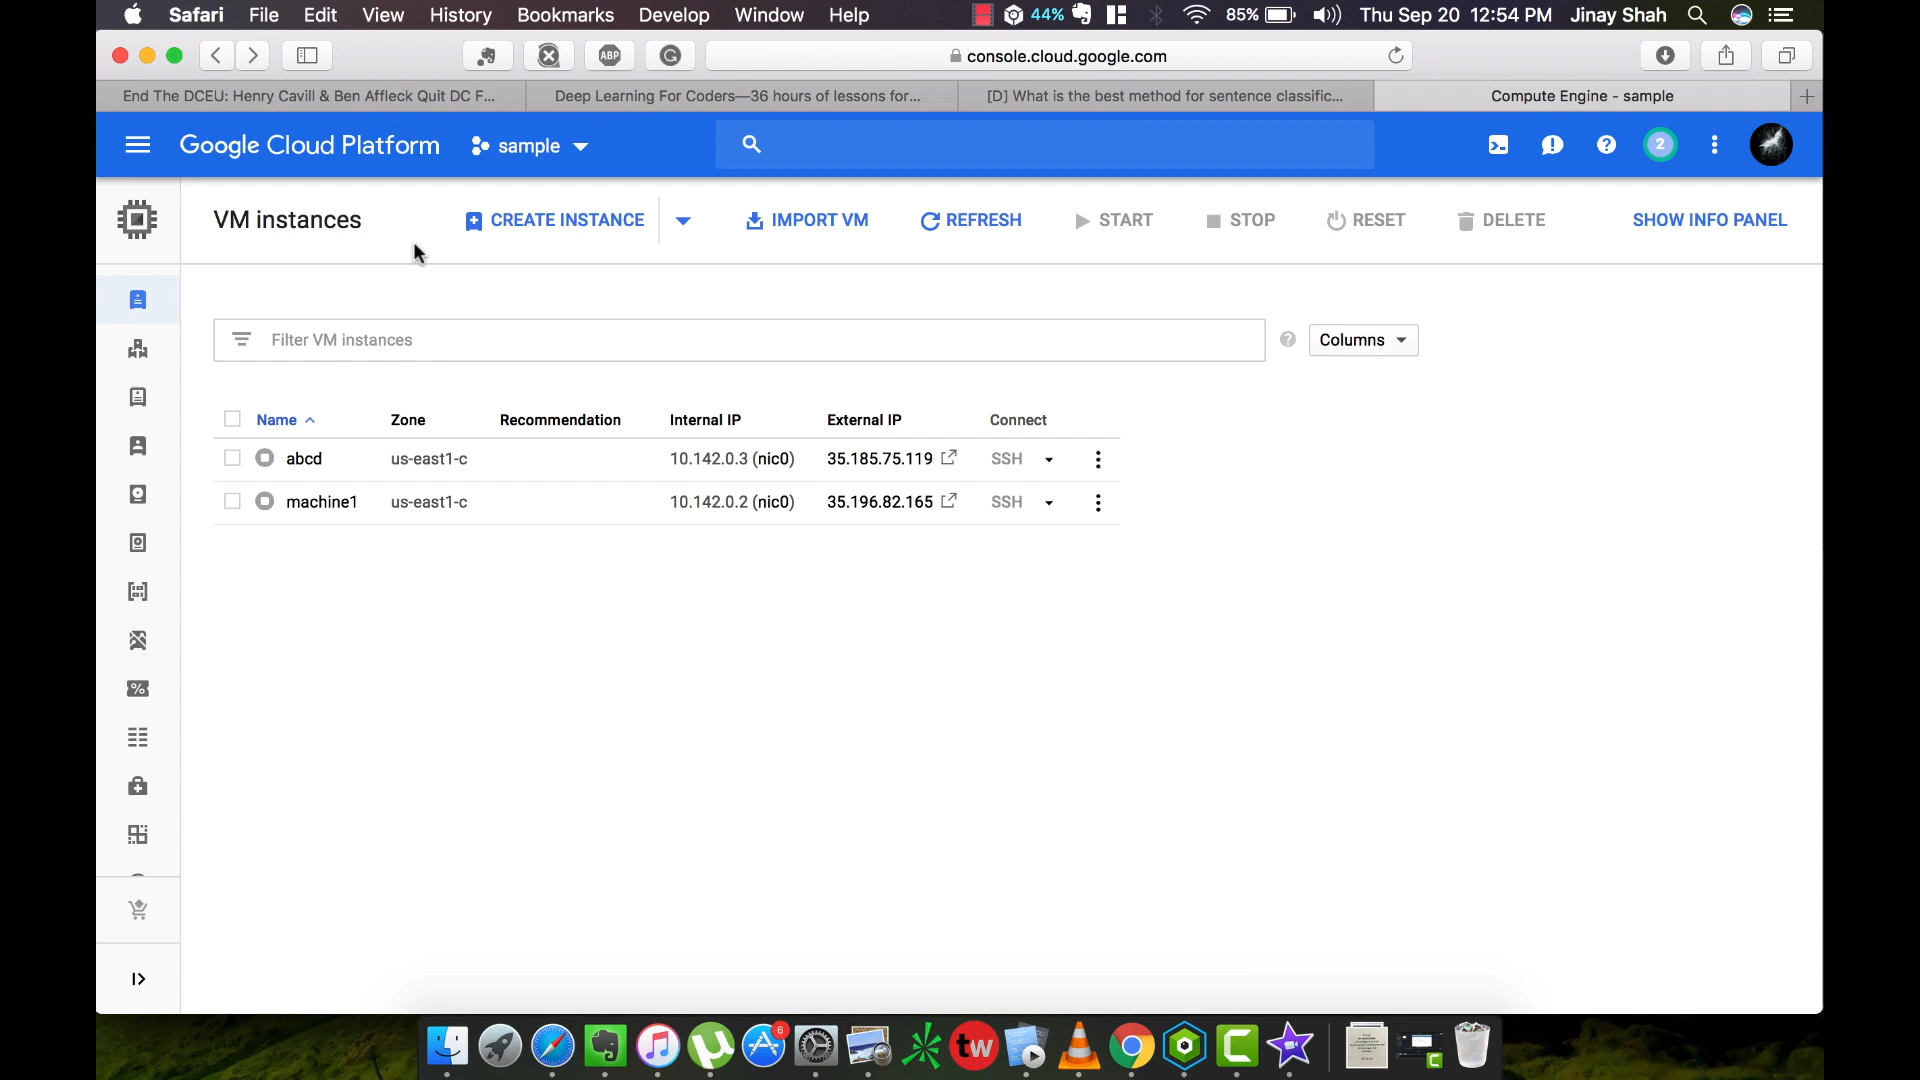 Safari File Edit View History Bookmarks Develop Window Help 44% 85% Thu Sep 20 12:54 PM Jinay Shah
ABP console.cloud.google.com
End The DCEU: Henry Cavill & Ben Affleck Quit DC F... Deep Learning For Coders—36 hours of lessons for... [D] What is the best method for sentence classific... Compute Engine - sample
Google Cloud Platform sample 2
VM instances CREATE INSTANCE IMPORT VM REFRESH START STOP RESET DELETE SHOW INFO PANEL
Filter VM instances Columns
Name Zone Recommendation Internal IP External IP Connect
abcd us-east1-c 10.142.0.3 (nic0) 35.185.75.119 SSH
machine1 us-east1-c 10.142.0.2 (nic0) 35.196.82.165 SSH
6
tw